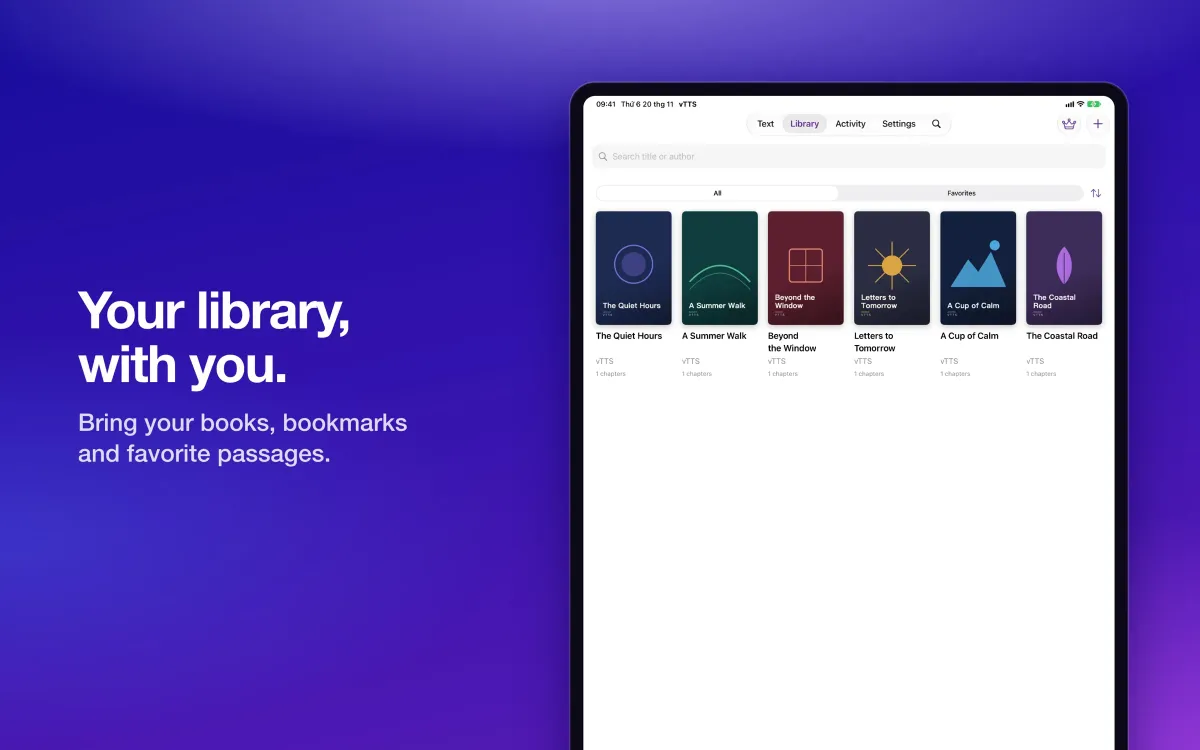 Your library,
with you.
Bring your books, bookmarks
and favorite passages.
09:41 Thứ 6 20 thg 11 vTTS
Text Library Activity Settings
Search title or author
All Favorites
The Quiet Hours
A Summer Walk
Beyond the
Window
Letters to
Tomorrow
A Cup of Calm
The Coastal
Road
The Quiet Hours
vTTS
1 chapters
A Summer Walk
vTTS
1 chapters
Beyond
the Window
vTTS
1 chapters
Letters to
Tomorrow
vTTS
1 chapters
A Cup of Calm
vTTS
1 chapters
The Coastal Road
vTTS
1 chapters